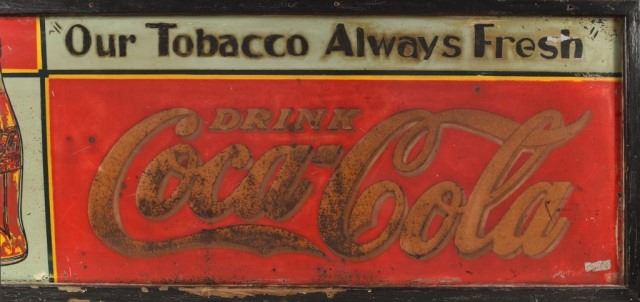 "Our Tobacco Always Fresh"
DRINK
Coca-Cola